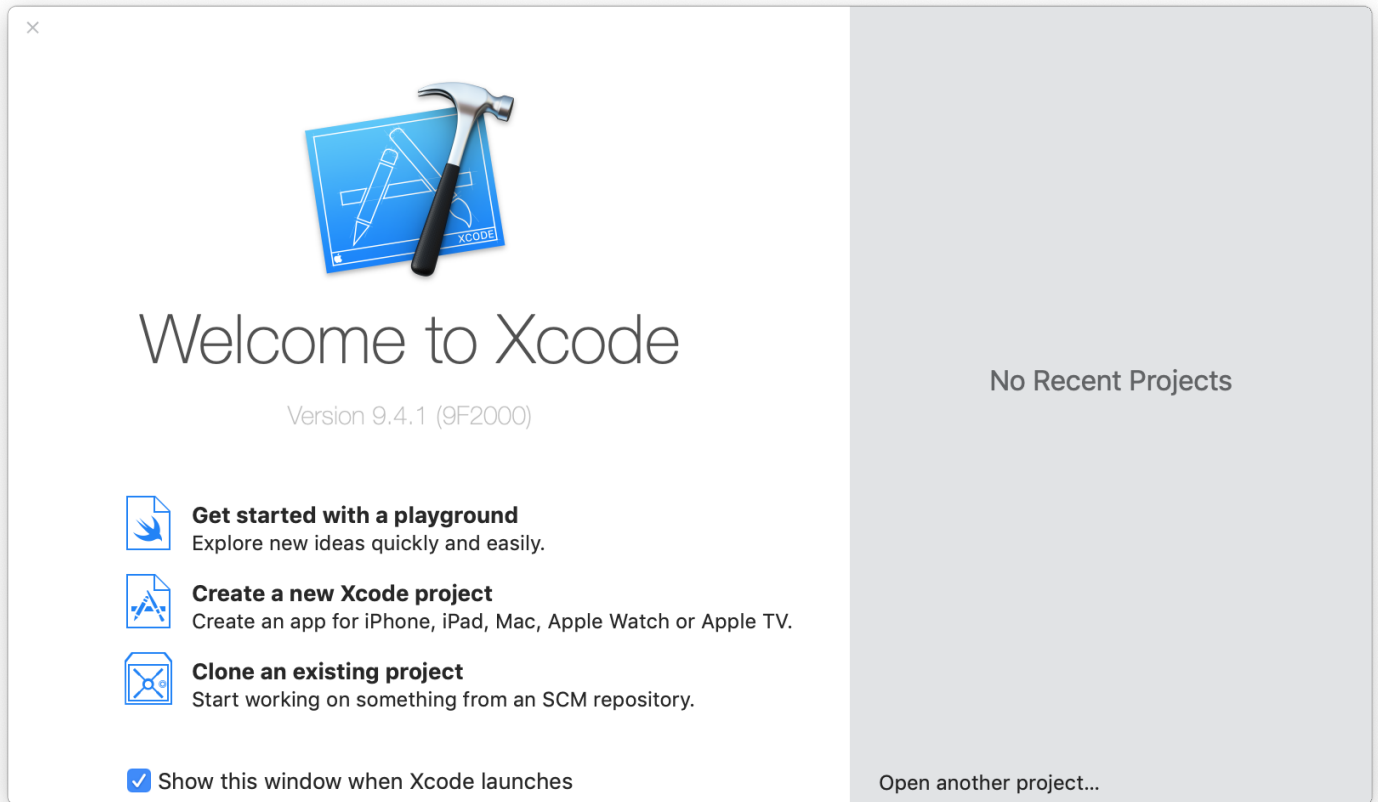 XCODE
Welcome to Xcode
Version 9.4.1 (9F2000)
Get started with a playground
Explore new ideas quickly and easily.
Create a new Xcode project
Create an app for iPhone, iPad, Mac, Apple Watch or Apple TV.
Clone an existing project
Start working on something from an SCM repository.
Show this window when Xcode launches
No Recent Projects
Open another project...